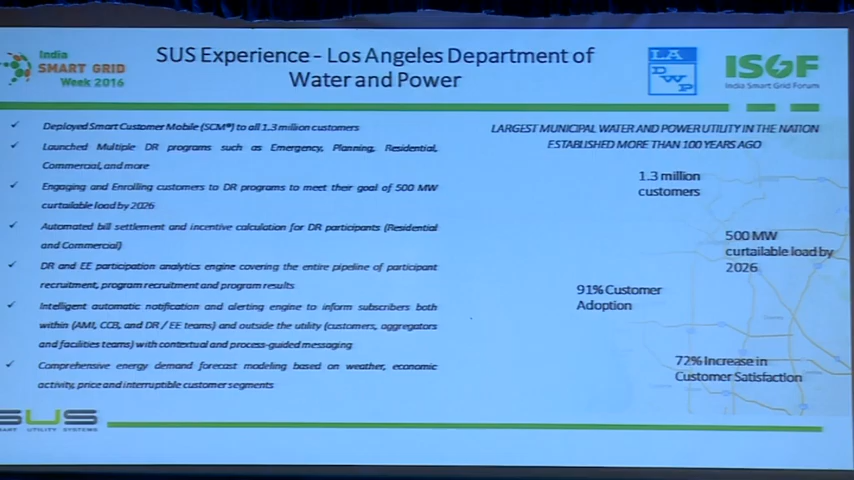 India
SMART GRID
Week 2016
SUS Experience – Los Angeles Department of
Water and Power
LA
DWP
ISGF
India Smart Grid Forum
✓ Deployed Smart Customer Mobile (SCM®) to all 1.3 million customers
✓ Launched Multiple DR programs such as Emergency, Planning, Residential,
Commercial, and more
✓ Engaging and Enrolling customers to DR programs to meet their goal of 500 MW
curtailable load by 2026
✓ Automated bill settlement and incentive calculation for DR participants (Residential
and Commercial)
✓ DR and EE participation analytics engine covering the entire pipeline of participant
recruitment, program recruitment and program results
✓ Intelligent automatic notification and alerting engine to inform subscribers both
within (AMI, CCB, and DR / EE teams) and outside the utility (customers, aggregators
and facilities teams) with contextual and process-guided messaging
✓ Comprehensive energy demand forecast modeling based on weather, economic
activity, price and interruptible customer segments
LARGEST MUNICIPAL WATER AND POWER UTILITY IN THE NATION
ESTABLISHED MORE THAN 100 YEARS AGO
1.3 million
customers
500 MW
curtailable load by
2026
91% Customer
Adoption
72% Increase in
Customer Satisfaction
SUS
MART UTILITY SYSTEMS